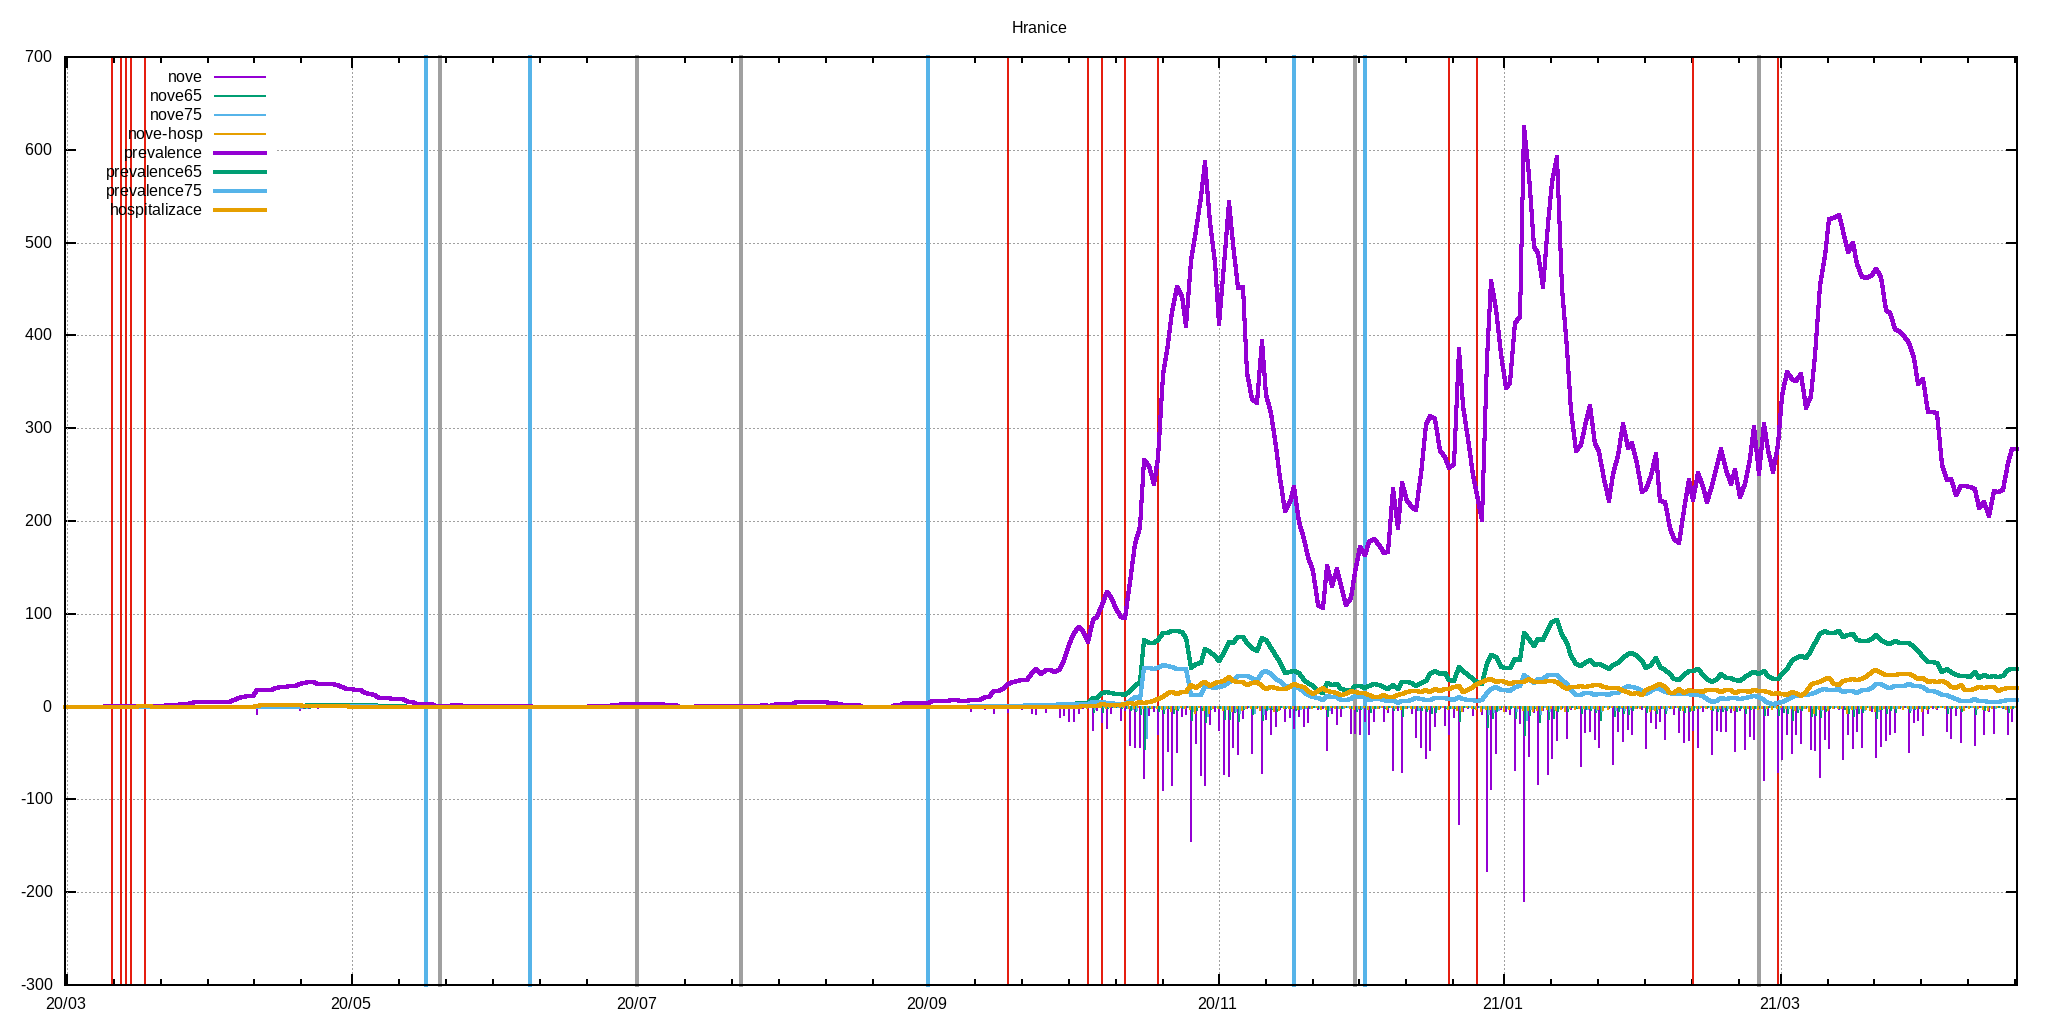 Hranice
700
600
500
400
300
200
100
0
-100
-200
-300
nove
nove65
nove75
nove-hosp
prevalence
prevalence65
prevalence75
hospitalizace
20/03 20/05 20/07 20/09 20/11 21/01 21/03